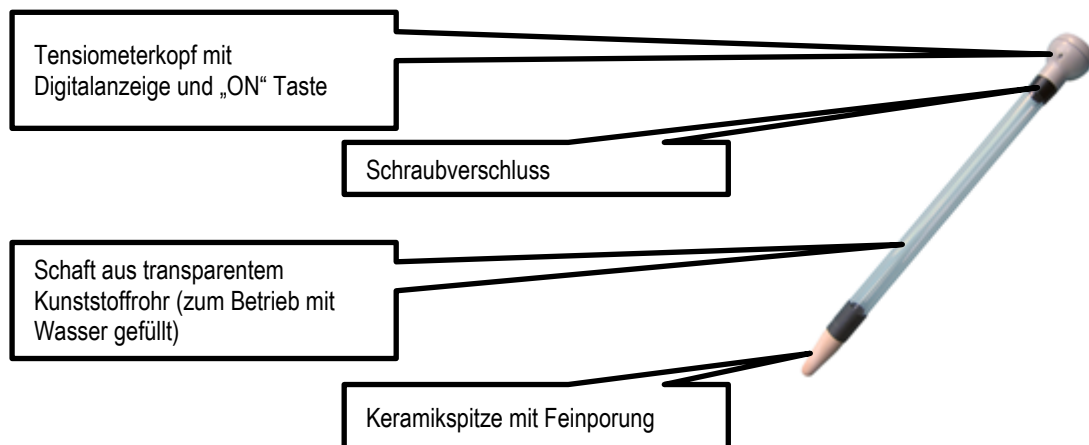 Tensiometerkopf mit
Digitalanzeige und „ON“ Taste
Schraubverschluss
Schaft aus transparentem
Kunststoffrohr (zum Betrieb mit
Wasser gefüllt)
Keramikspitze mit Feinporung